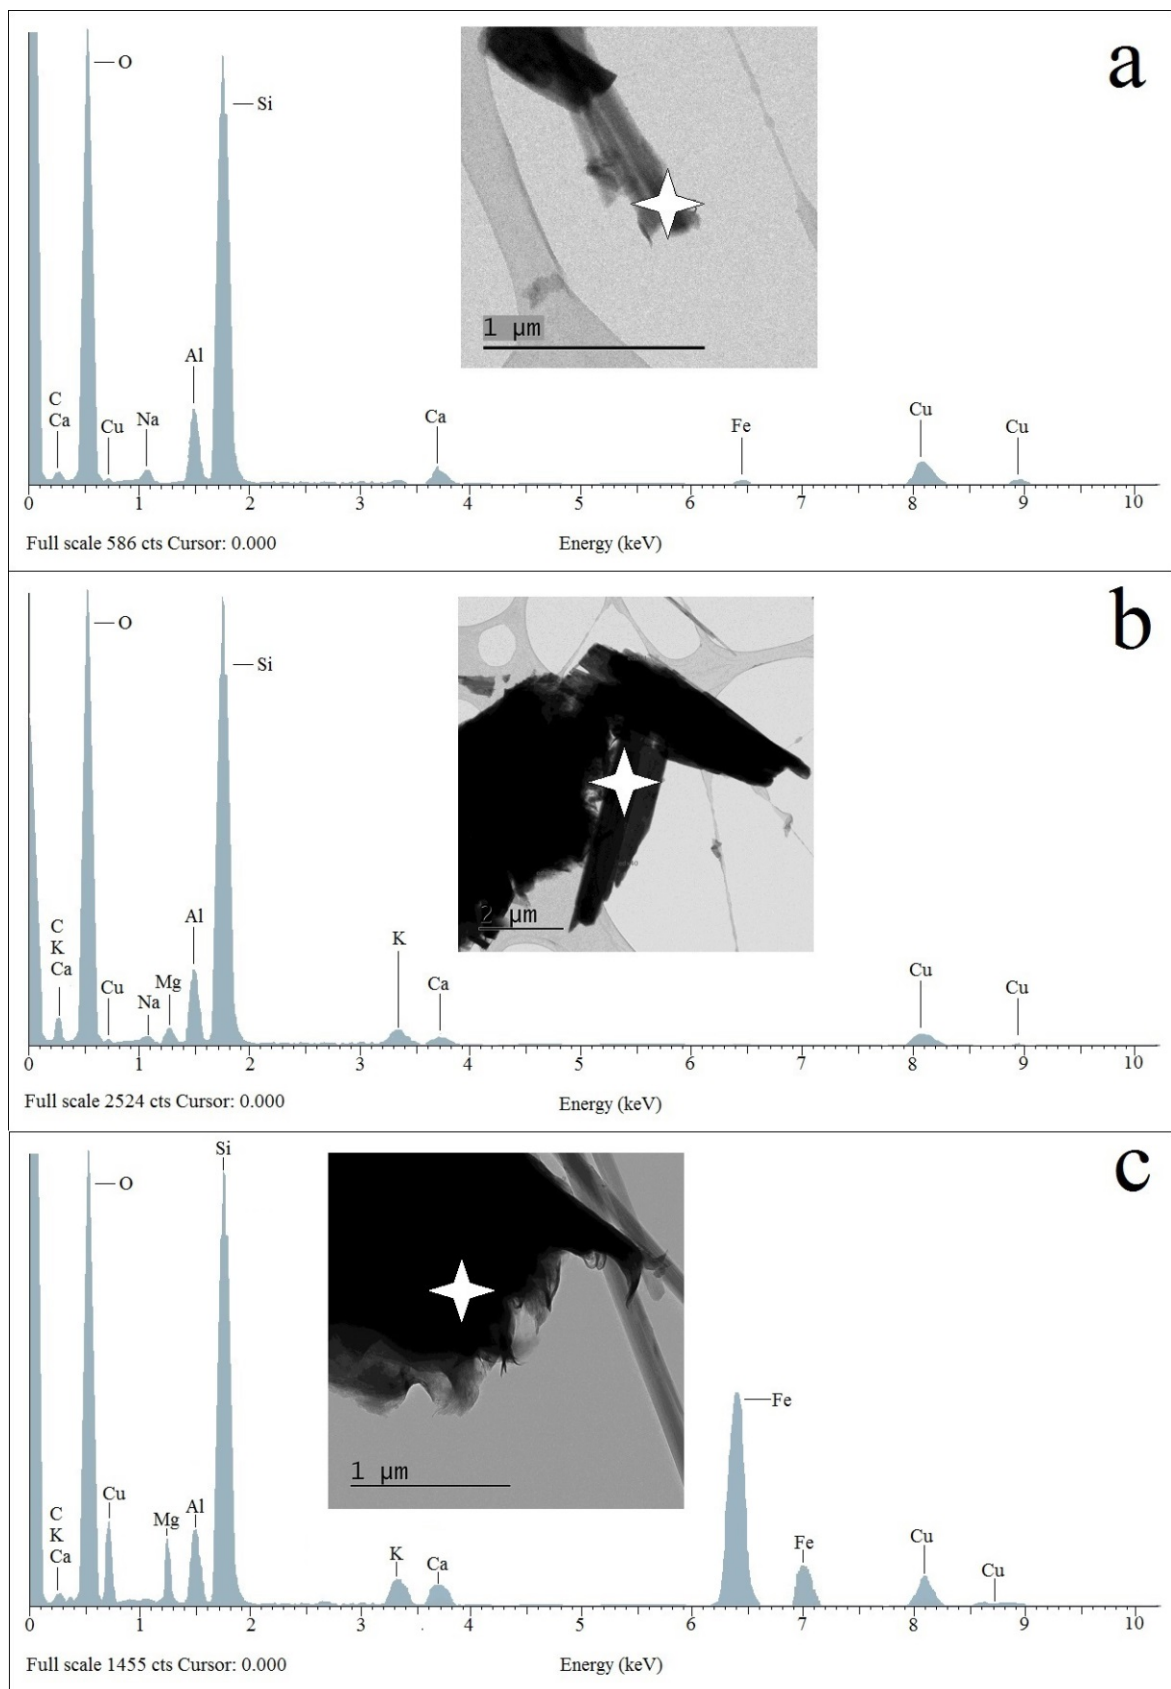 a
O
Si
1 µm
Al
C
Ca
Cu
Na
Ca
Fe
Cu
Cu
0 1 2 3 4 5 6 7 8 9 10
Full scale 586 cts Cursor: 0.000 Energy (keV)
b
O
Si
2 µm
C
K
Ca
Cu
Na
Mg
Al
K
Ca
Cu
Cu
0 1 2 3 4 5 6 7 8 9 10
Full scale 2524 cts Cursor: 0.000 Energy (keV)
c
Si
O
1 µm
Fe
C
K
Ca
Cu
Mg
Al
K
Ca
Fe
Cu
Cu
0 1 2 3 4 5 6 7 8 9 10
Full scale 1455 cts Cursor: 0.000 Energy (keV)